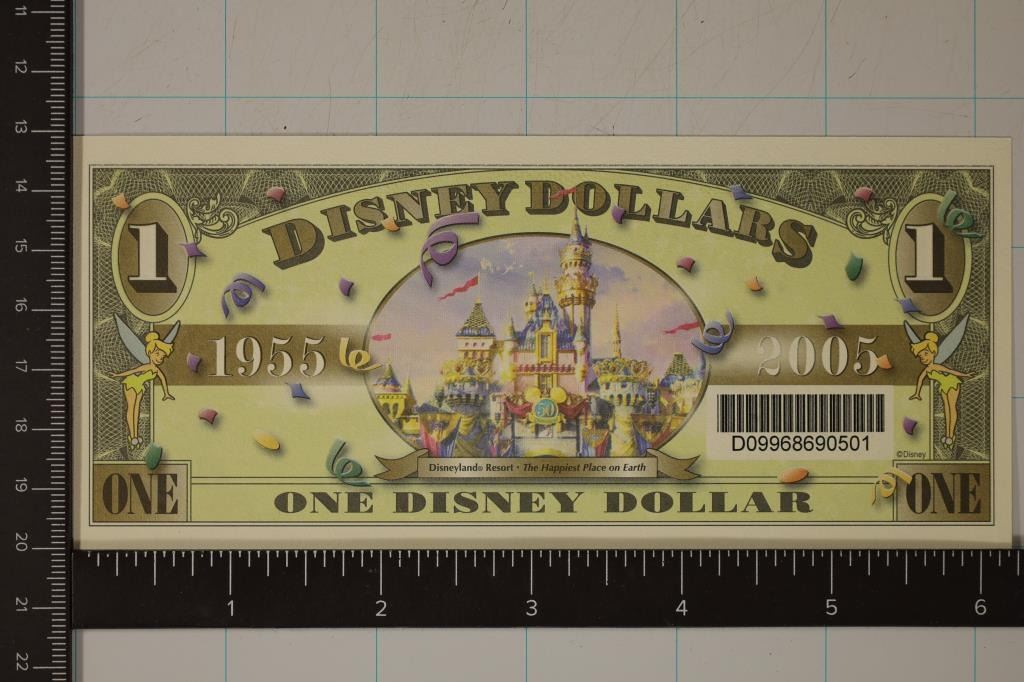 11
12
13
14
15
16
17
18
19
20
21
22
DISNEY DOLLARS
1 1
1955 2005
50
D09968690501
©Disney
Disneyland® Resort • The Happiest Place on Earth
ONE ONE DISNEY DOLLAR ONE
1 2 3 4 5 6